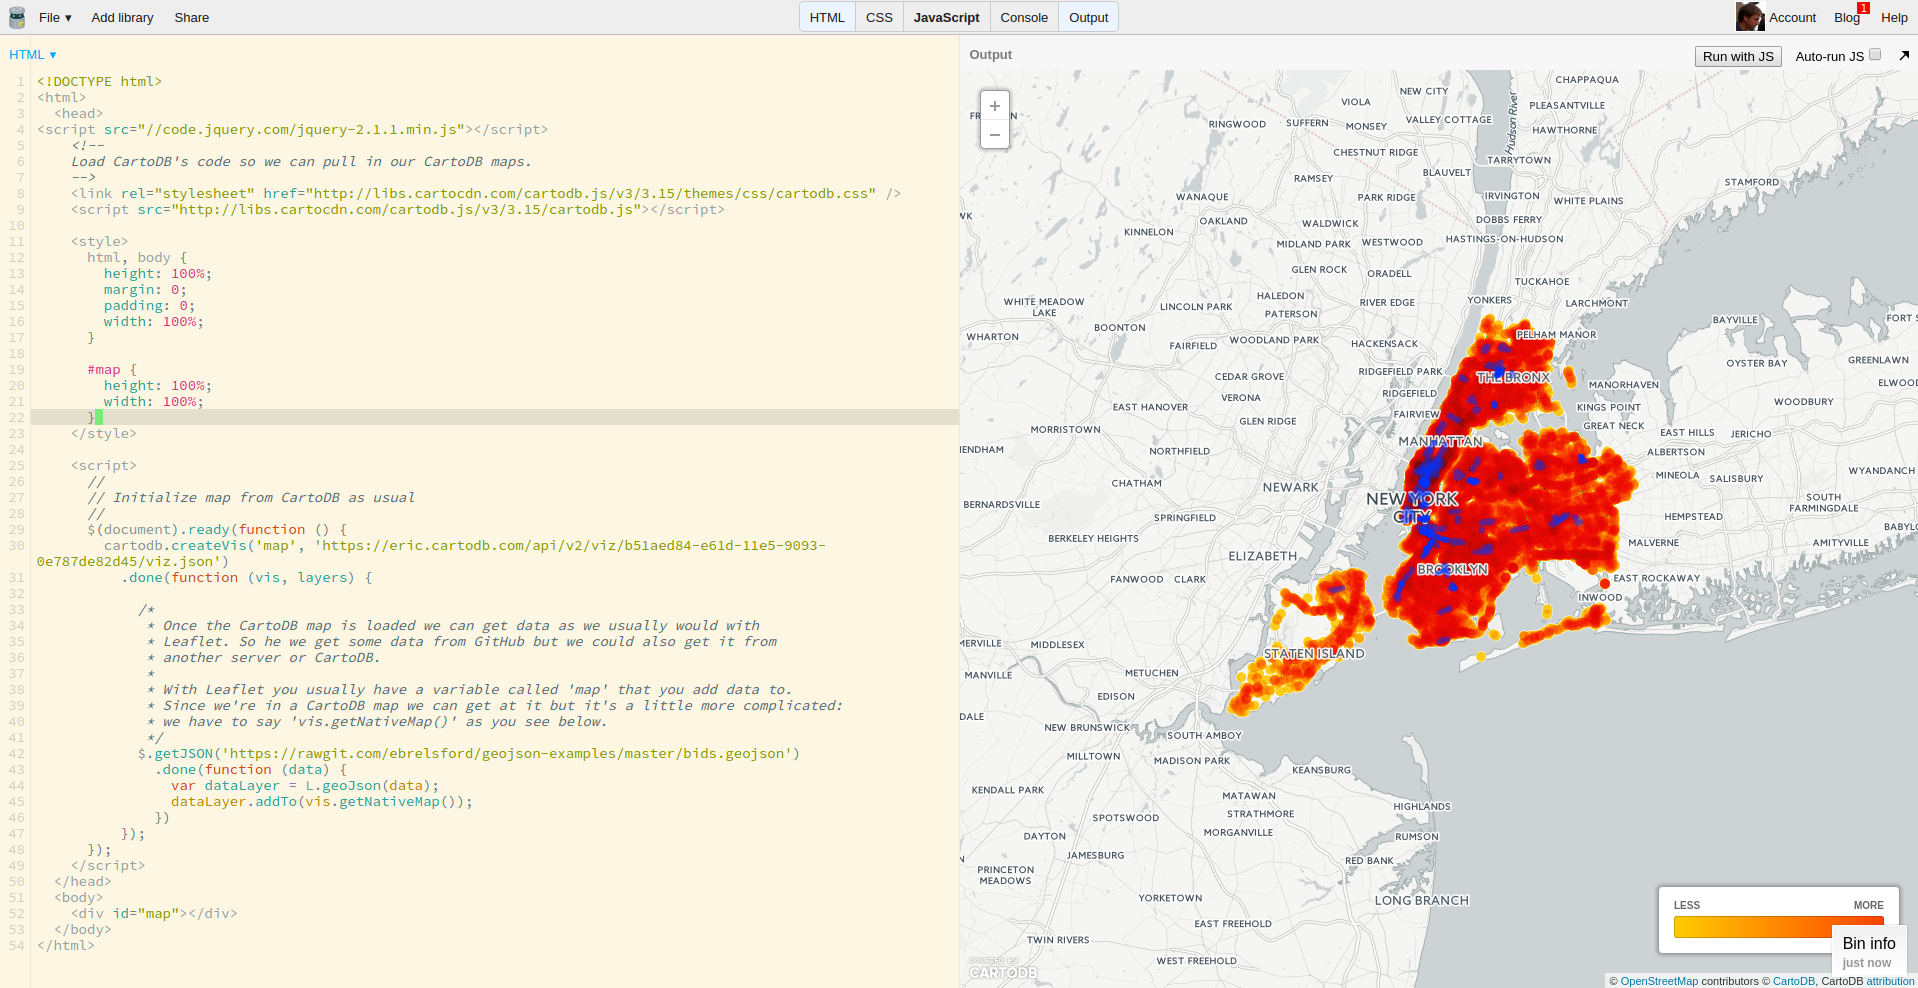 File ▾ Add library Share HTML CSS JavaScript Console Output Account Blog 1 Help
HTML ▾
1 <!DOCTYPE html>
2 <html>
3   <head>
4 <script src="//code.jquery.com/jquery-2.1.1.min.js"></script>
5     <!--
6     Load CartoDB's code so we can pull in our CartoDB maps.
7     -->
8     <link rel="stylesheet" href="http://libs.cartocdn.com/cartodb.js/v3/3.15/themes/css/cartodb.css" />
9     <script src="http://libs.cartocdn.com/cartodb.js/v3/3.15/cartodb.js"></script>
10
11     <style>
12       html, body {
13         height: 100%;
14         margin: 0;
15         padding: 0;
16         width: 100%;
17       }
18
19       #map {
20         height: 100%;
21         width: 100%;
22       }
23     </style>
24
25     <script>
26       //
27       // Initialize map from CartoDB as usual
28       //
29       $(document).ready(function () {
30         cartodb.createVis('map', 'https://eric.cartodb.com/api/v2/viz/b51aed84-e61d-11e5-9093-
0e787de82d45/viz.json')
31           .done(function (vis, layers) {
32
33             /*
34              * Once the CartoDB map is loaded we can get data as we usually would with
35              * Leaflet. So he we get some data from GitHub but we could also get it from
36              * another server or CartoDB.
37              *
38              * With Leaflet you usually have a variable called 'map' that you add data to.
39              * Since we're in a CartoDB map we can get at it but it's a little more complicated:
40              * we have to say 'vis.getNativeMap()' as you see below.
41              */
42             $.getJSON('https://rawgit.com/ebrelsford/geojson-examples/master/bids.geojson')
43               .done(function (data) {
44                 var dataLayer = L.geoJson(data);
45                 dataLayer.addTo(vis.getNativeMap());
46               })
47           });
48       });
49     </script>
50   </head>
51   <body>
52     <div id="map"></div>
53   </body>
54 </html>
Output
Run with JS Auto-run JS
+
−
CHAPPAQUA
NEW CITY
VIOLA
PLEASANTVILLE
RINGWOOD
SUFFERN
MONSEY
VALLEY COTTAGE
Hudson River
HAWTHORNE
CHESTNUT RIDGE
TARRYTOWN
BLAUVELT
RAMSEY
STAMFORD
WANAQUE
PARK RIDGE
IRVINGTON
WHITE PLAINS
OAKLAND
WALDWICK
DOBBS FERRY
KINNELON
MIDLAND PARK
WESTWOOD
HASTINGS-ON-HUDSON
GLEN ROCK
ORADELL
TUCKAHOE
WHITE MEADOW
LAKE
LINCOLN PARK
HALEDON
PATERSON
RIVER EDGE
YONKERS
LARCHMONT
BOONTON
BAYVILLE
FORT S
WHARTON
FAIRFIELD
WOODLAND PARK
HACKENSACK
PELHAM MANOR
OYSTER BAY
GREENLAWN
CEDAR GROVE
RIDGEFIELD PARK
THE BRONX
MANORHAVEN
ELWOO
VERONA
RIDGEFIELD
WOODBURY
EAST HANOVER
GLEN RIDGE
FAIRVIEW
KINGS POINT
GREAT NECK
MORRISTOWN
MANHATTAN
EAST HILLS
JERICHO
ENDHAM
NORTHFIELD
ALBERTSON
CHATHAM
NEWARK
MINEOLA
SALISBURY
WYANDANCH
BERNARDSVILLE
NEW YORK
CITY
SOUTH
FARMINGDALE
SPRINGFIELD
HEMPSTEAD
BABYL
BERKELEY HEIGHTS
ELIZABETH
MALVERNE
AMITYVILLE
FANWOOD
CLARK
BROOKLYN
EAST ROCKAWAY
INWOOD
MERVILLE
MIDDLESEX
STATEN ISLAND
MANVILLE
METUCHEN
EDISON
DALE
NEW BRUNSWICK
SOUTH AMBOY
MILLTOWN
MADISON PARK
KEANSBURG
KENDALL PARK
MATAWAN
HIGHLANDS
SPOTSWOOD
STRATHMORE
DAYTON
MORGANVILLE
RUMSON
JAMESBURG
RED BANK
PRINCETON
MEADOWS
YORKETOWN
LONG BRANCH
EAST FREEHOLD
TWIN RIVERS
WEST FREEHOLD
LESS MORE
Bin info
just now
POWERED BY
CARTODB
© OpenStreetMap contributors © CartoDB, CartoDB attribution